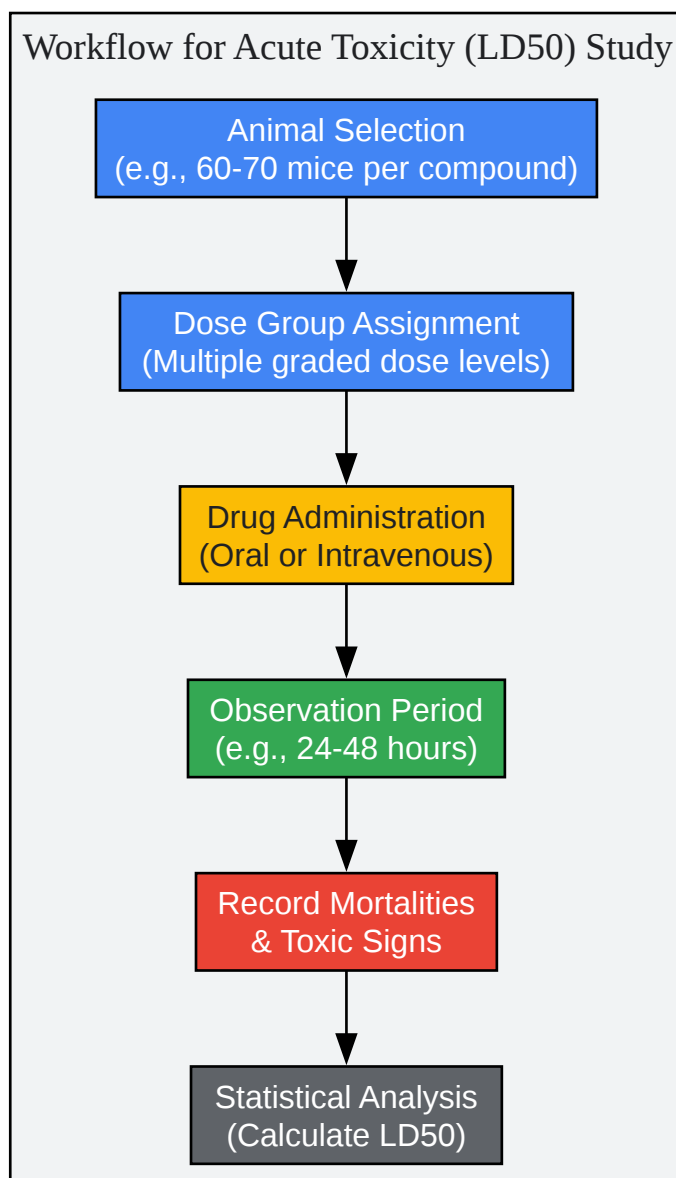 Workflow for Acute Toxicity (LD50) Study
Animal Selection
(e.g., 60-70 mice per compound)
Dose Group Assignment
(Multiple graded dose levels)
Drug Administration
(Oral or Intravenous)
Observation Period
(e.g., 24-48 hours)
Record Mortalities
& Toxic Signs
Statistical Analysis
(Calculate LD50)